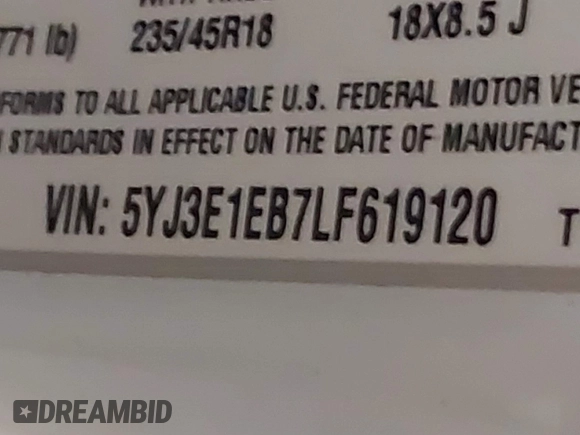 771 lb) 235/45R18 18X8.5 J
FORMS TO ALL APPLICABLE U.S. FEDERAL MOTOR VE
STANDARDS IN EFFECT ON THE DATE OF MANUFACT
VIN: 5YJ3E1EB7LF619120 T
DREAMBID